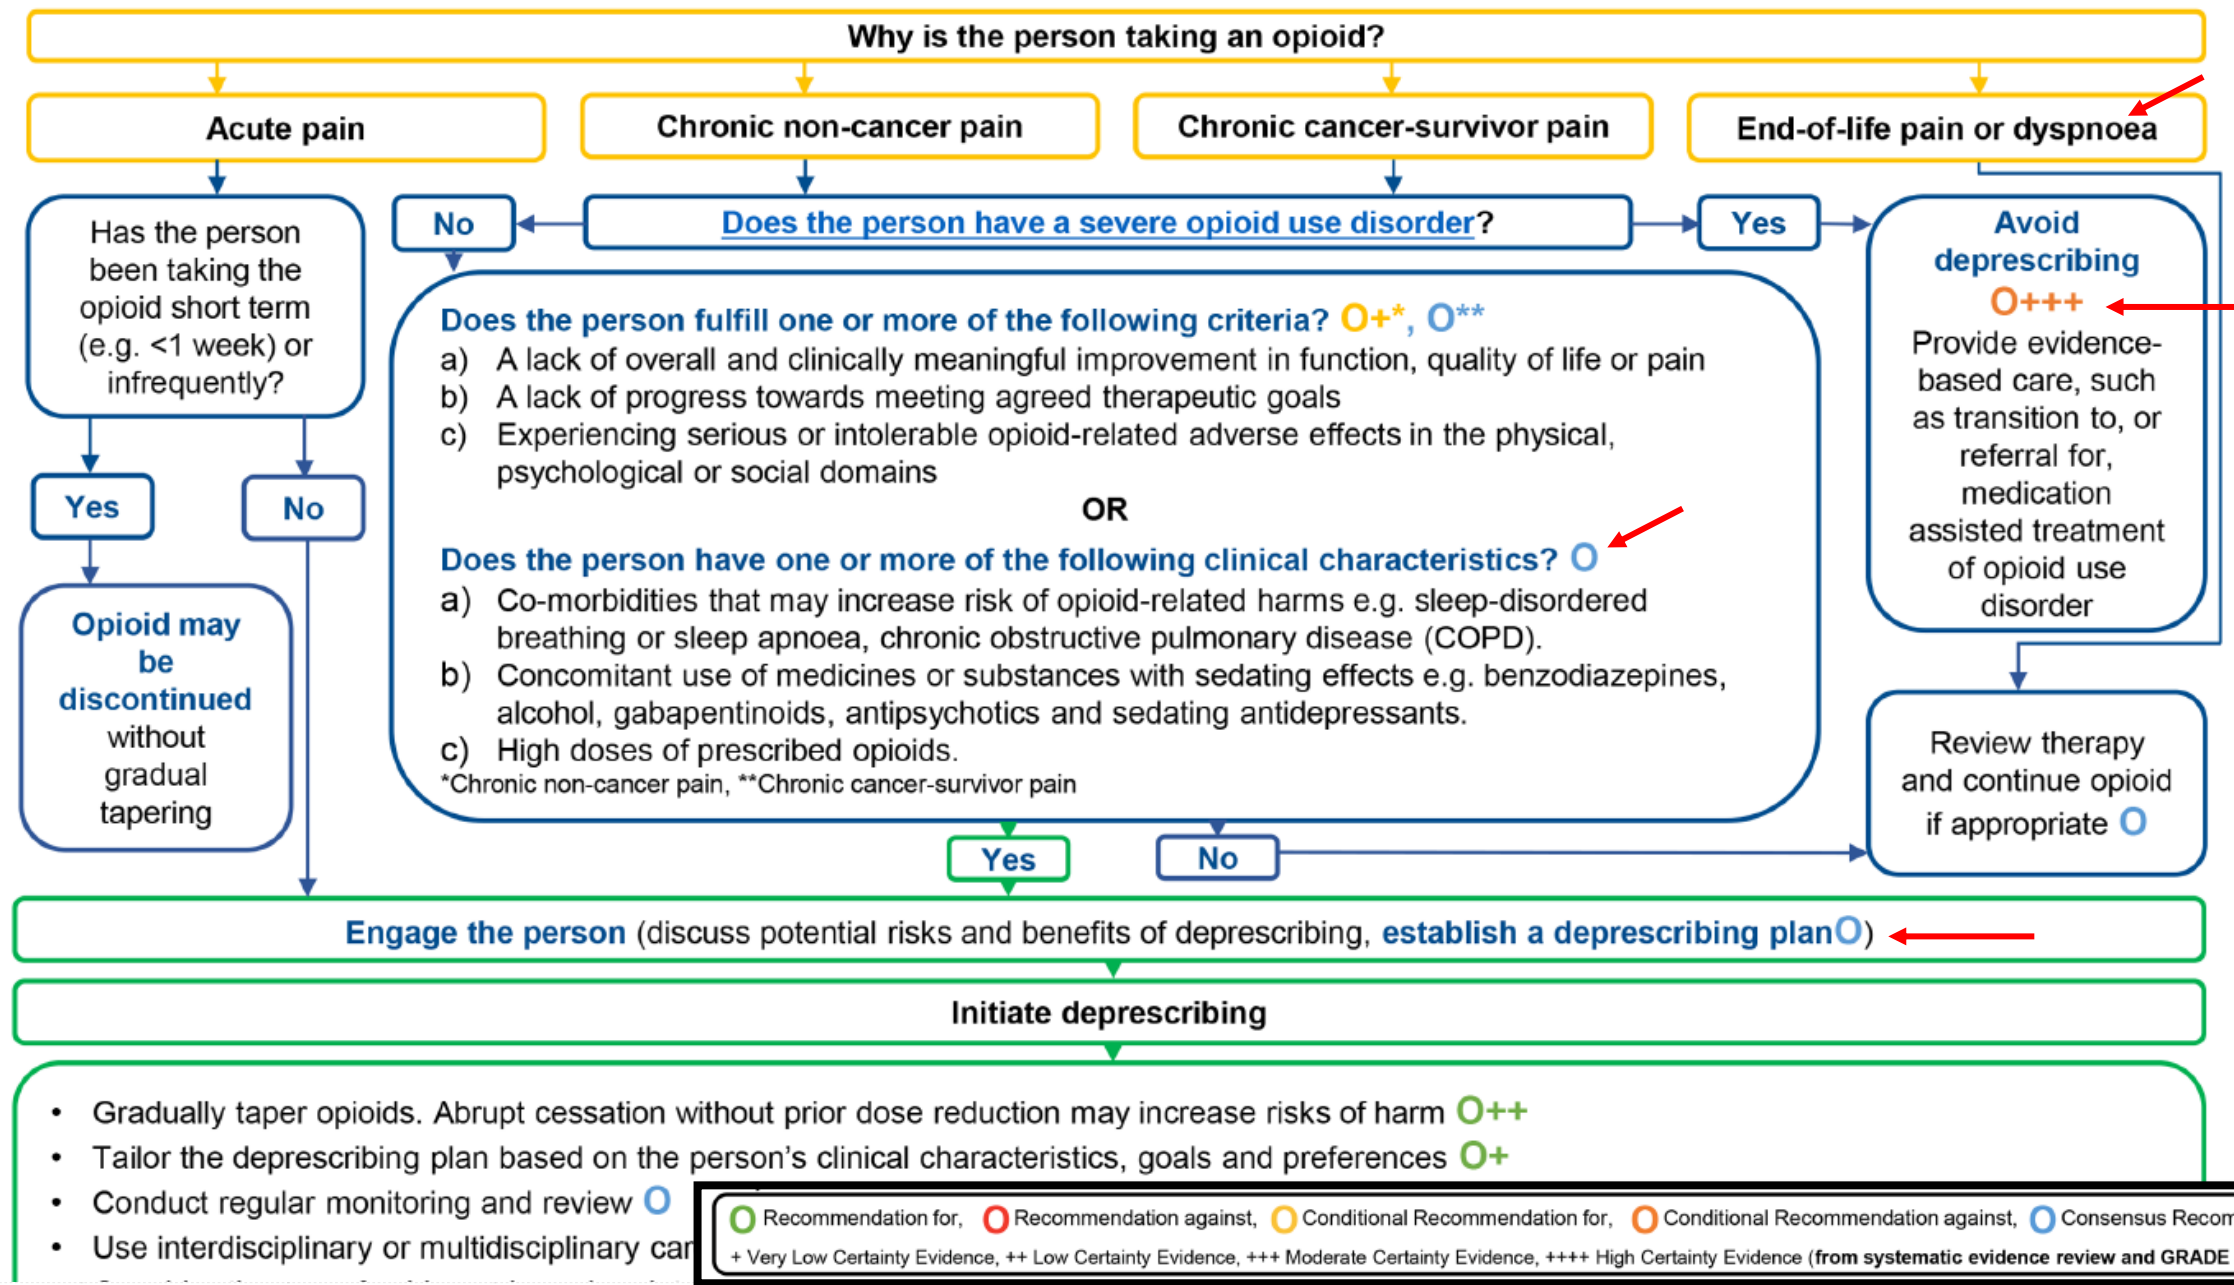 Why is the person taking an opioid?
Acute pain
Chronic non-cancer pain
Chronic cancer-survivor pain
End-of-life pain or dyspnoea
Has the person
been taking the
opioid short term
(e.g. <1 week) or
infrequently?
Yes
No
Opioid may
be
discontinued
without
gradual
tapering
No
Does the person have a severe opioid use disorder?
Yes
Does the person fulfill one or more of the following criteria? O+*, O**
a) A lack of overall and clinically meaningful improvement in function, quality of life or pain
b) A lack of progress towards meeting agreed therapeutic goals
c) Experiencing serious or intolerable opioid-related adverse effects in the physical,
psychological or social domains
OR
Does the person have one or more of the following clinical characteristics? O
a) Co-morbidities that may increase risk of opioid-related harms e.g. sleep-disordered
breathing or sleep apnoea, chronic obstructive pulmonary disease (COPD).
b) Concomitant use of medicines or substances with sedating effects e.g. benzodiazepines,
alcohol, gabapentinoids, antipsychotics and sedating antidepressants.
c) High doses of prescribed opioids.
*Chronic non-cancer pain, **Chronic cancer-survivor pain
Yes
No
Avoid
deprescribing
O+++
Provide evidence-
based care, such
as transition to, or
referral for,
medication
assisted treatment
of opioid use
disorder
Review therapy
and continue opioid
if appropriate O
Engage the person (discuss potential risks and benefits of deprescribing, establish a deprescribing planO)
Initiate deprescribing
• Gradually taper opioids. Abrupt cessation without prior dose reduction may increase risks of harm O++
• Tailor the deprescribing plan based on the person's clinical characteristics, goals and preferences O+
• Conduct regular monitoring and review O
• Use interdisciplinary or multidisciplinary car
O Recommendation for, O Recommendation against, O Conditional Recommendation for, O Conditional Recommendation against, O Consensus Recom
+ Very Low Certainty Evidence, ++ Low Certainty Evidence, +++ Moderate Certainty Evidence, ++++ High Certainty Evidence (from systematic evidence review and GRADE